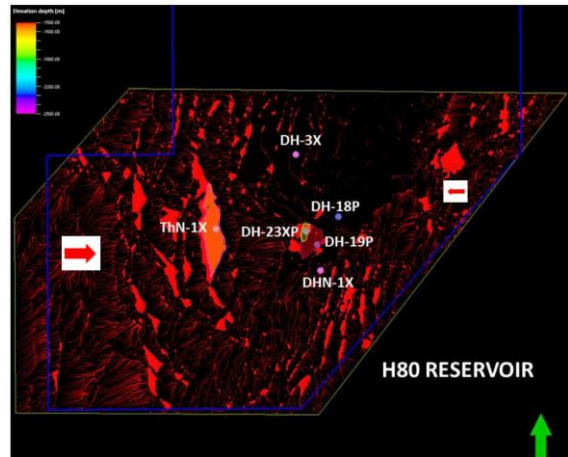 Elevation depth [m]
DH-3X
DH-18P
ThN-1X
DH-23XP
DH-19P
DHN-1X
H80 RESERVOIR